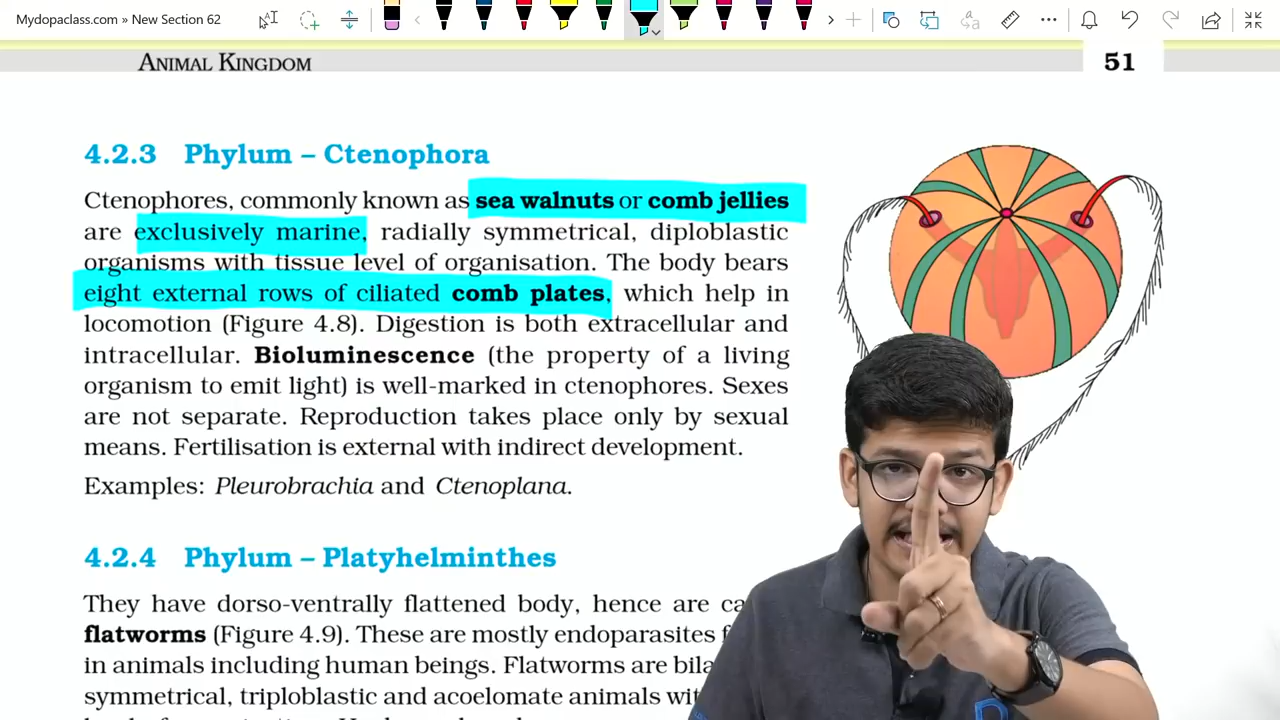 Mydopaclass.com » New Section 62
ANIMAL KINGDOM
51
4.2.3 Phylum – Ctenophora
Ctenophores, commonly known as sea walnuts or comb jellies
are exclusively marine, radially symmetrical, diploblastic
organisms with tissue level of organisation. The body bears
eight external rows of ciliated comb plates, which help in
locomotion (Figure 4.8). Digestion is both extracellular and
intracellular. Bioluminescence (the property of a living
organism to emit light) is well-marked in ctenophores. Sexes
are not separate. Reproduction takes place only by sexual
means. Fertilisation is external with indirect development.
Examples: Pleurobrachia and Ctenoplana.
4.2.4 Phylum – Platyhelminthes
They have dorso-ventrally flattened body, hence are
flatworms (Figure 4.9). These are mostly endoparasites
in animals including human beings. Flatworms are
symmetrical, triploblastic and acoelomate animals